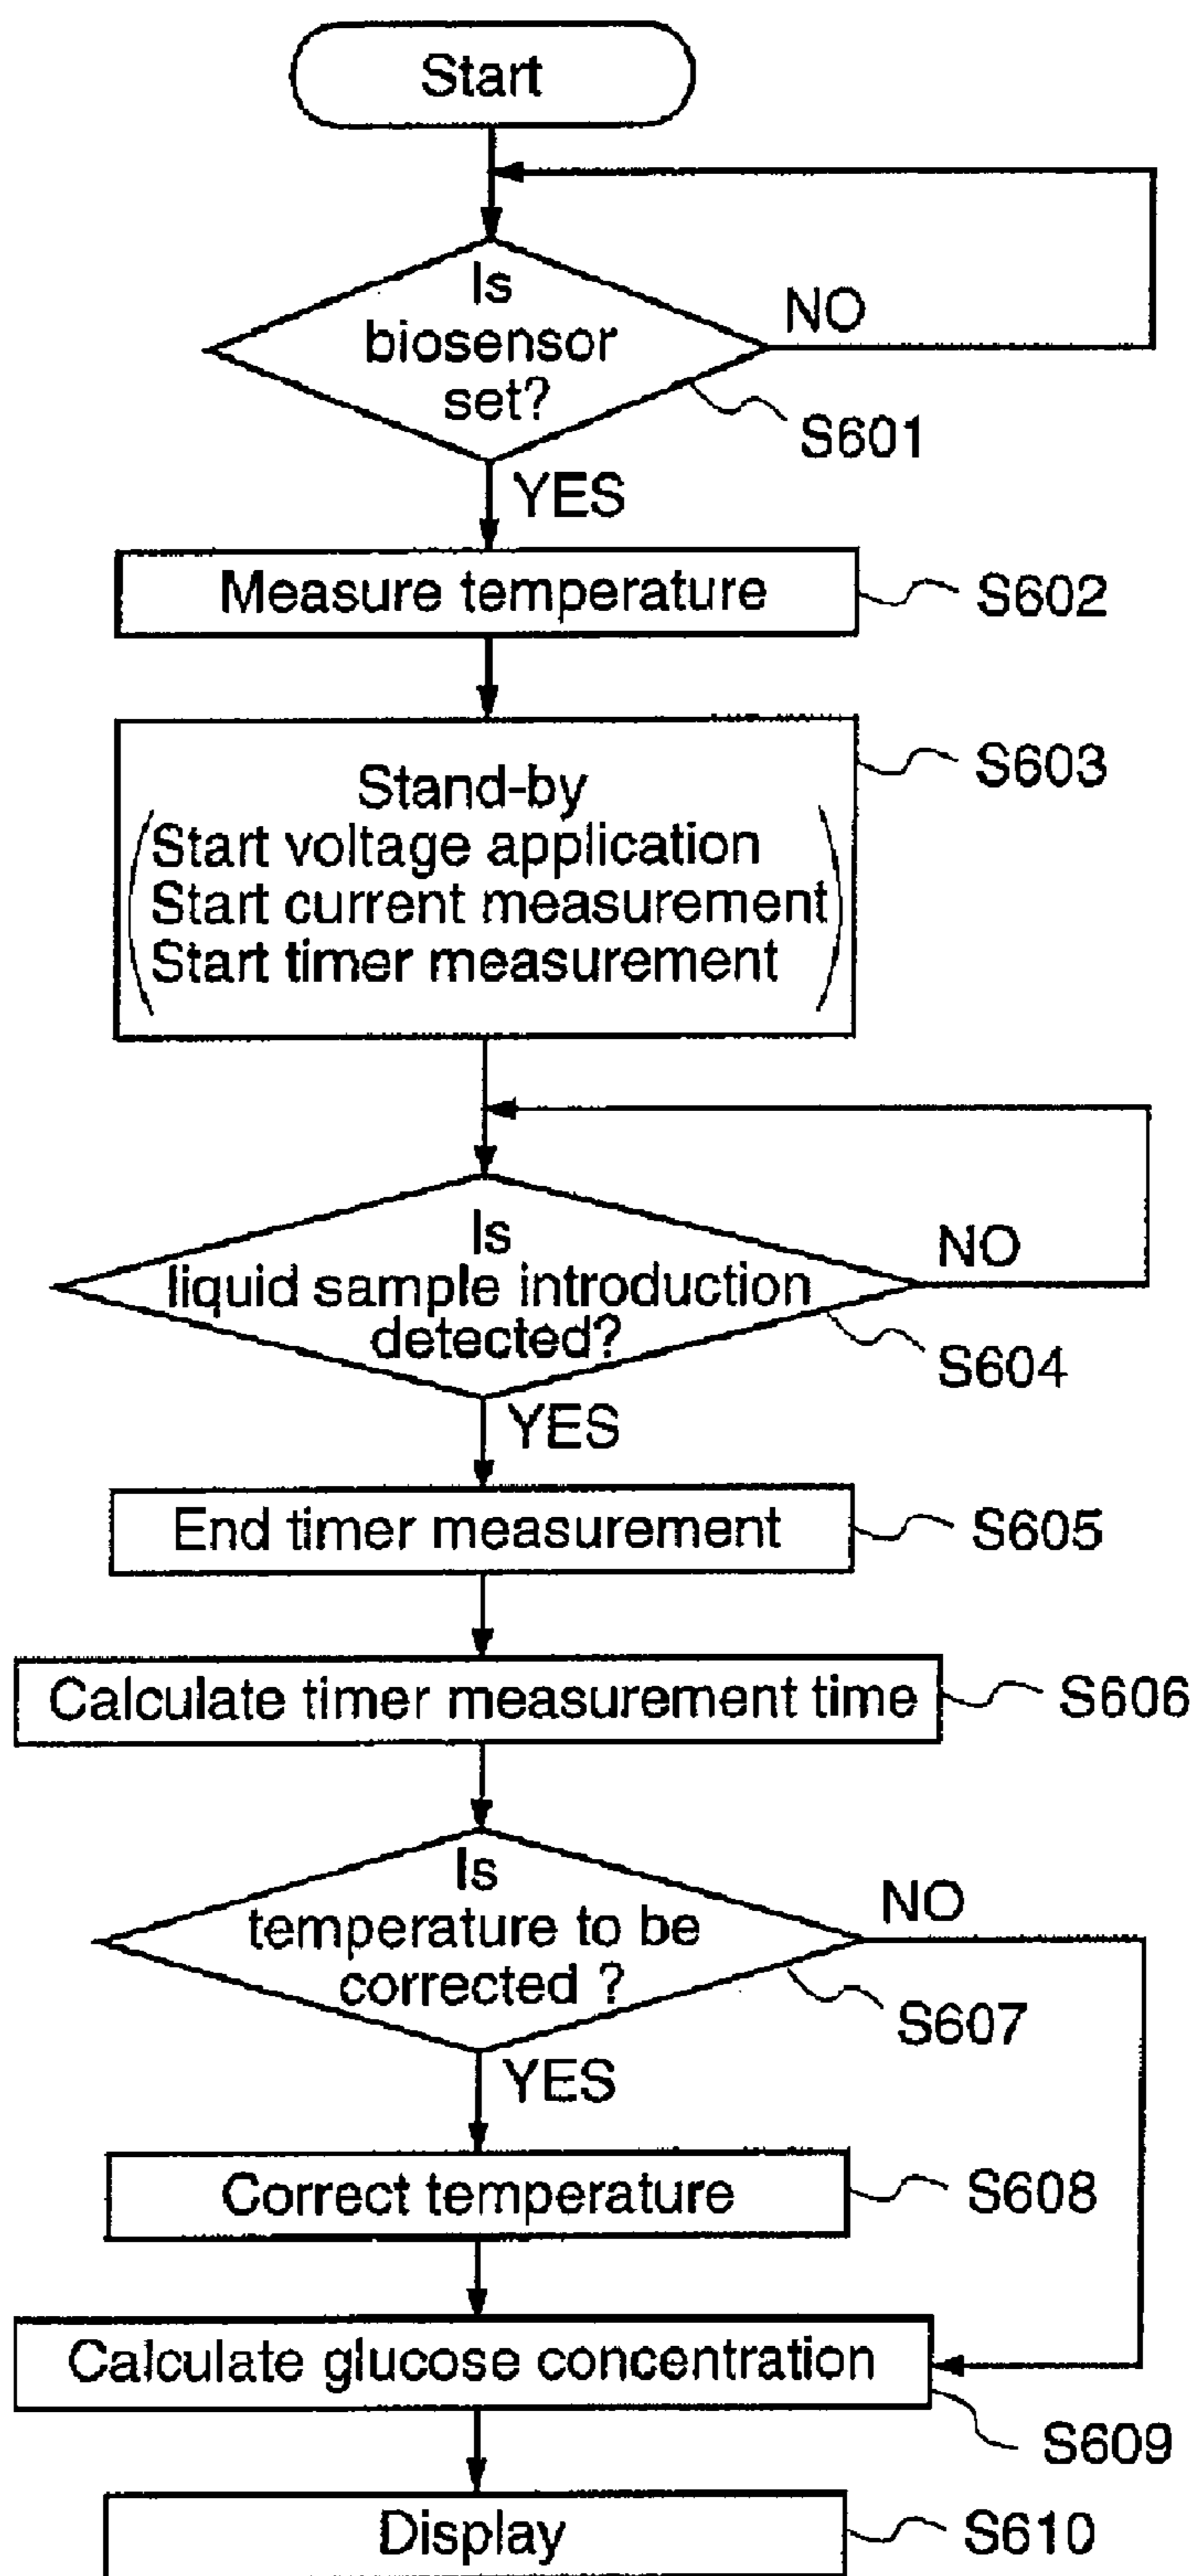 Start
Is
biosensor
set?
NO
S601
YES
Measure temperature
S602
Stand-by
(Start voltage application
Start current measurement
Start timer measurement)
S603
Is
liquid sample introduction
detected?
NO
S604
YES
End timer measurement
S605
Calculate timer measurement time
S606
Is
temperature to be
corrected ?
NO
S607
YES
Correct temperature
S608
Calculate glucose concentration
S609
Display
S610